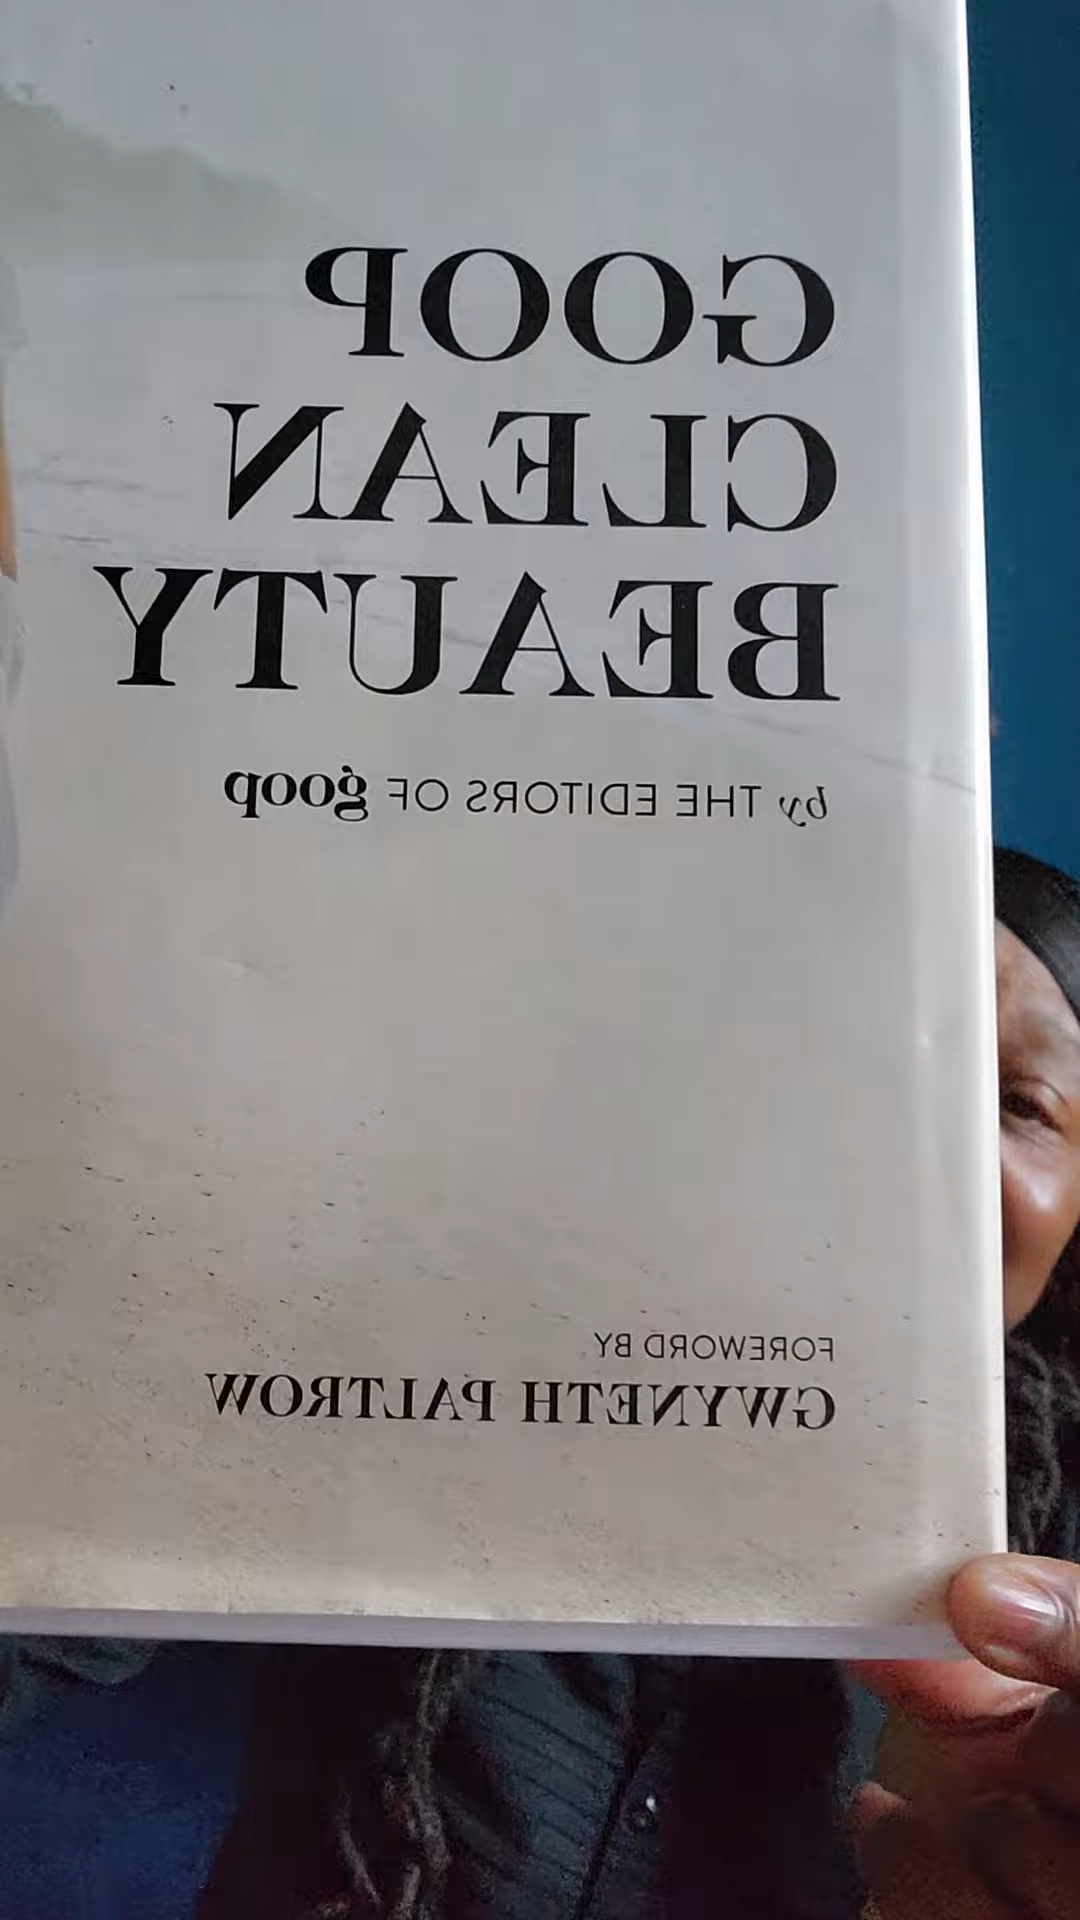 GOOP
CLEAN
BEAUTY
by THE EDITORS OF goop
FOREWORD BY
GWYNETH PALTROW